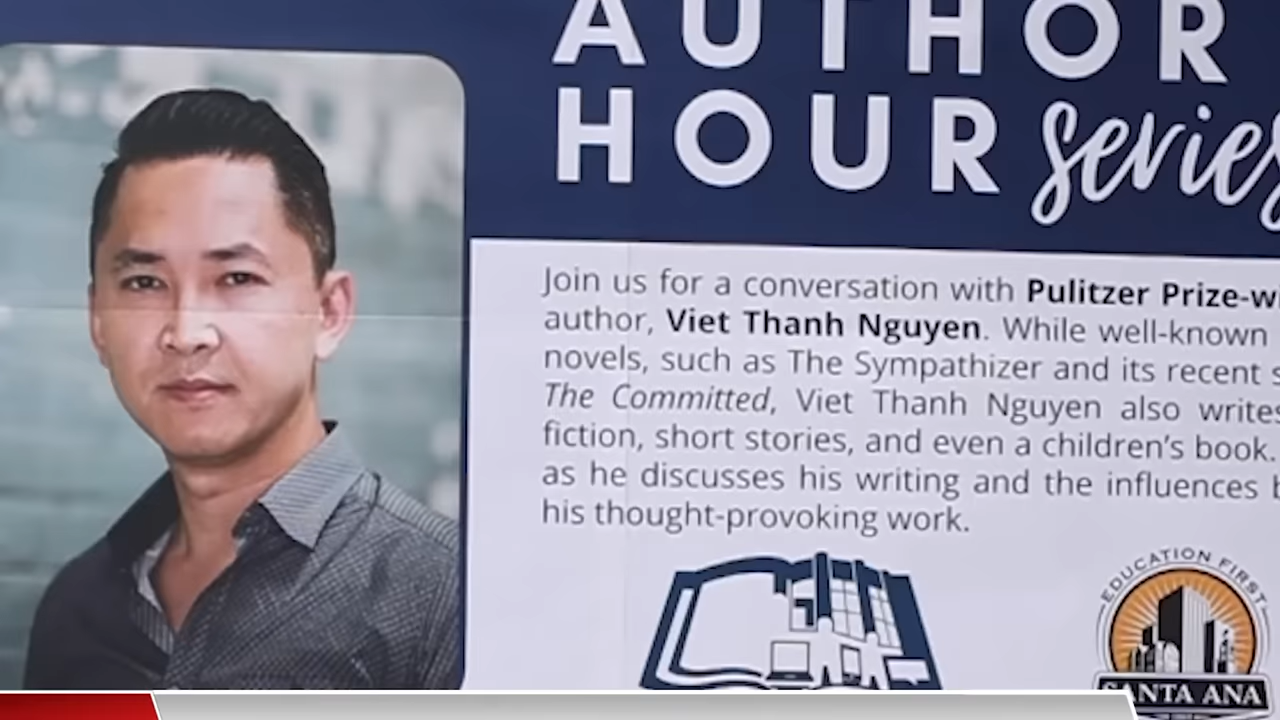 AUTHOR
HOUR series
Join us for a conversation with Pulitzer Prize-w
author, Viet Thanh Nguyen. While well-known
novels, such as The Sympathizer and its recent s
The Committed, Viet Thanh Nguyen also writes
fiction, short stories, and even a children's book.
as he discusses his writing and the influences b
his thought-provoking work.
EDUCATION FIRST
SANTA ANA